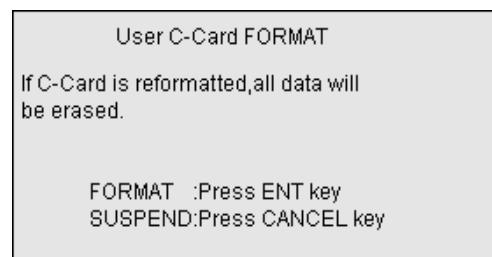 User C-Card FORMAT
If C-Card is reformatted,all data will
be erased.
FORMAT :Press ENT key
SUSPEND:Press CANCEL key